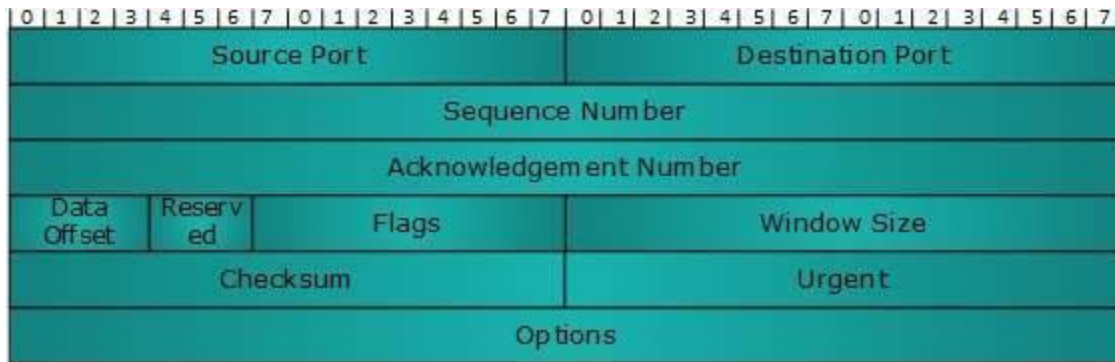 0 1 2 3 4 5 6 7 0 1 2 3 4 5 6 7 0 1 2 3 4 5 6 7 0 1 2 3 4 5 6 7
Source Port Destination Port
Sequence Number
Acknowledgement Number
Data
Offset
Reserv
ed
Flags Window Size
Checksum Urgent
Options